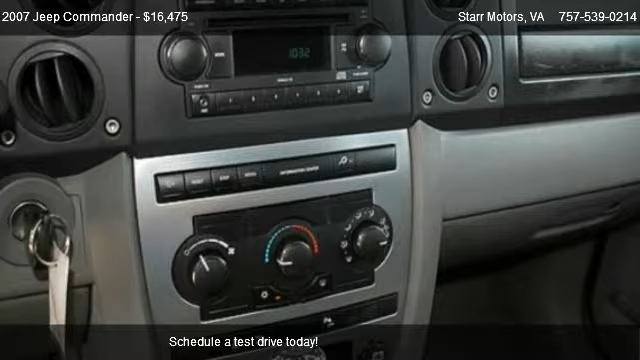 2007 Jeep Commander - $16,475
Starr Motors, VA 757-539-0214
1032
INFORMATION CENTER
Schedule a test drive today!